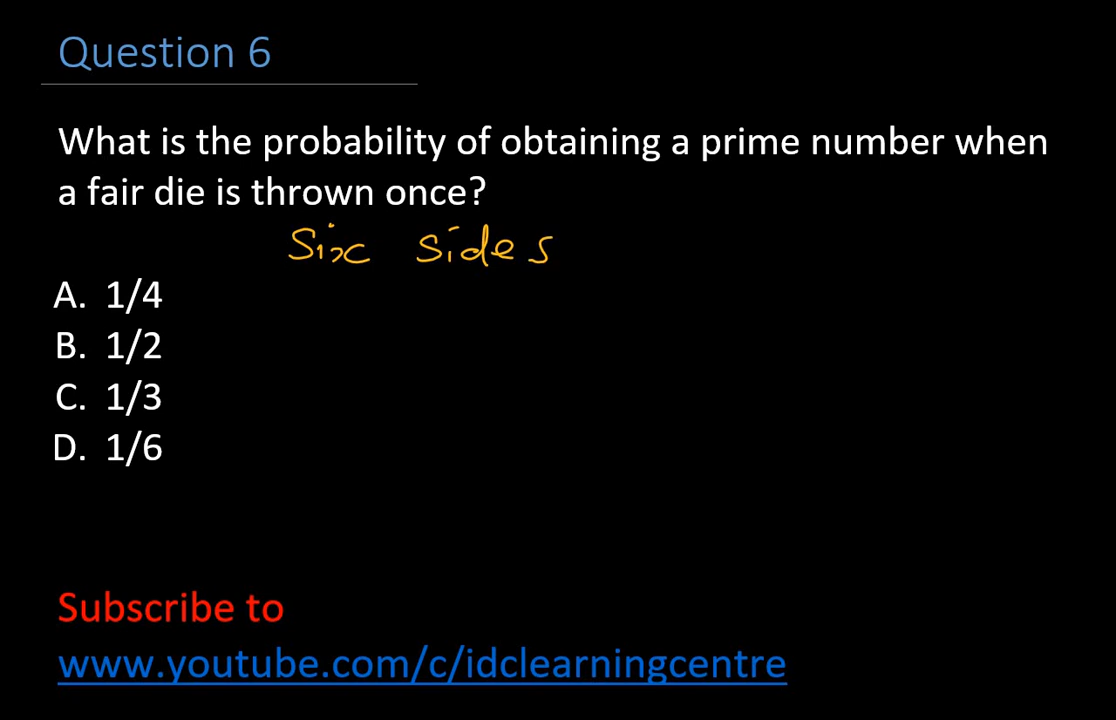 Question 6
What is the probability of obtaining a prime number when
a fair die is thrown once?
Six sides
A. 1/4
B. 1/2
C. 1/3
D. 1/6
Subscribe to
www.youtube.com/c/idclearningcentre